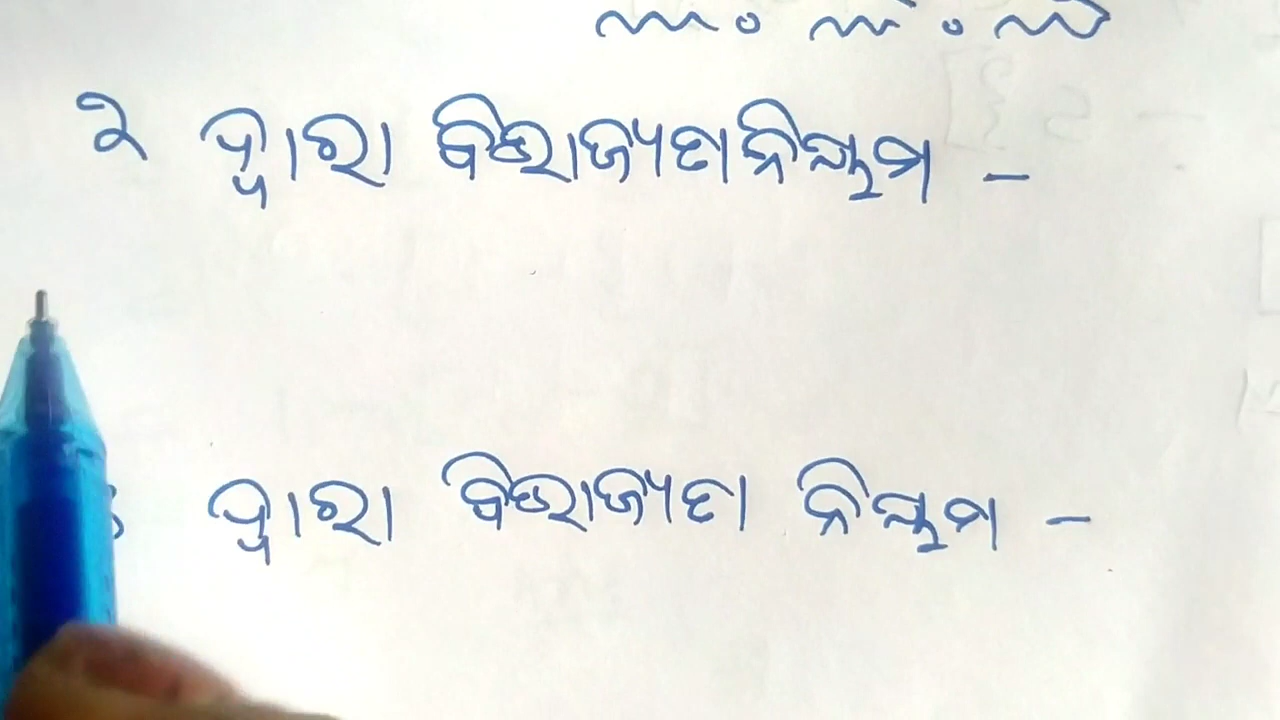 ୨ ଦ୍ୱାରା ବିଭାଜ୍ୟତା ନିୟମ -
ଦ୍ୱାରା ବିଭାଜ୍ୟତା ନିୟମ -